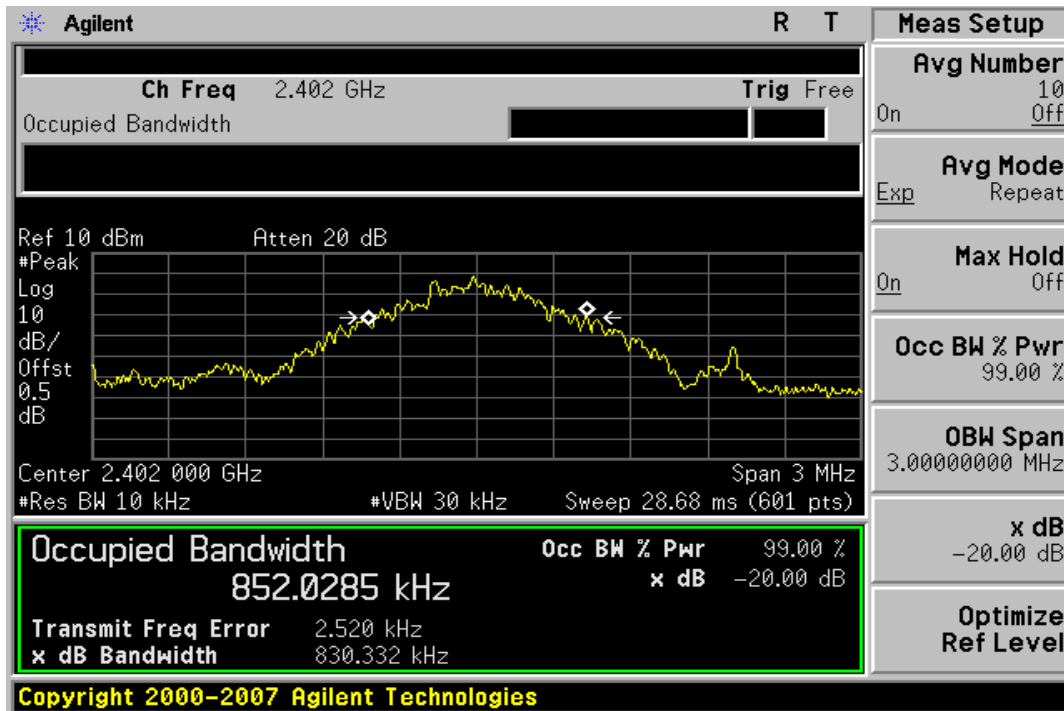 Agilent R T
Ch Freq 2.402 GHz Trig Free
Occupied Bandwidth
Ref 10 dBm Atten 20 dB
#Peak
Log
10
dB/
Offst
0.5
dB
Center 2.402 000 GHz Span 3 MHz
#Res BW 10 kHz #VBW 30 kHz Sweep 28.68 ms (601 pts)
Occupied Bandwidth Occ BW % Pwr 99.00 %
852.0285 kHz x dB -20.00 dB
Transmit Freq Error 2.520 kHz
x dB Bandwidth 830.332 kHz
Copyright 2000-2007 Agilent Technologies
Meas Setup
Avg Number
10
On Off
Avg Mode
Exp Repeat
Max Hold
On Off
Occ BW % Pwr
99.00 %
OBW Span
3.00000000 MHz
x dB
-20.00 dB
Optimize
Ref Level